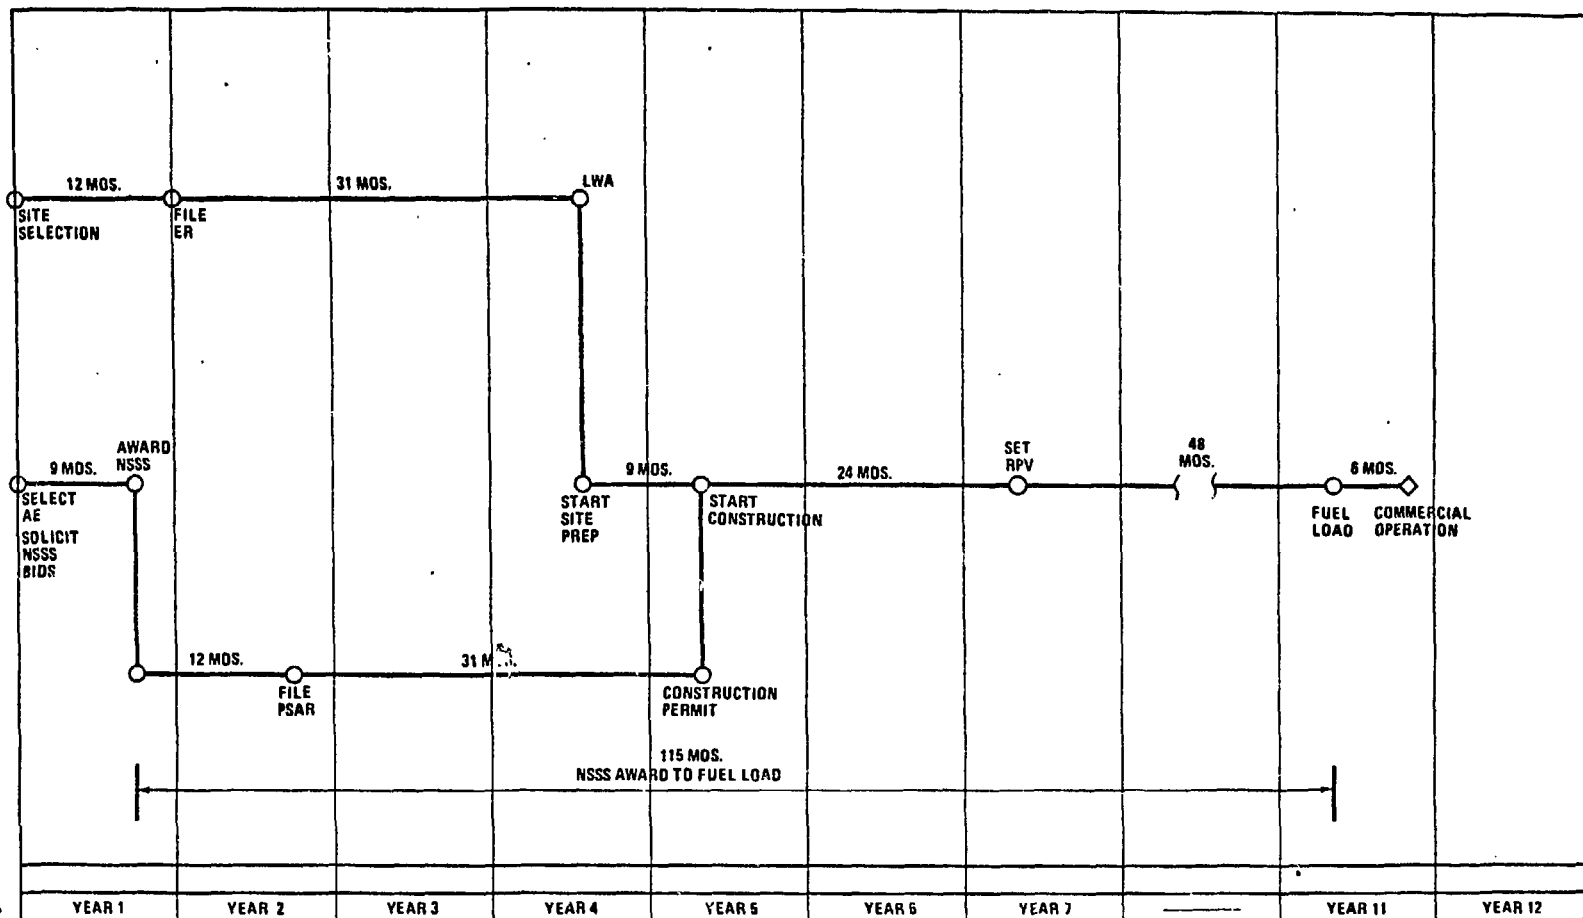 12 MOS.
31 MOS.
LWA
SITE
SELECTION
FILE
ER
9 MOS.
AWARD
NSSS
SELECT
AE
SOLICIT
NSSS
BIDS
9 MOS.
24 MOS.
SET
RPV
48
MOS.
6 MOS.
START
SITE
PREP
START
CONSTRUCTION
FUEL
LOAD
COMMERCIAL
OPERATION
12 MOS.
31 M
FILE
PSAR
CONSTRUCTION
PERMIT
115 MOS.
NSSS AWARD TO FUEL LOAD
YEAR 1
YEAR 2
YEAR 3
YEAR 4
YEAR 5
YEAR 6
YEAR 7
YEAR 11
YEAR 12